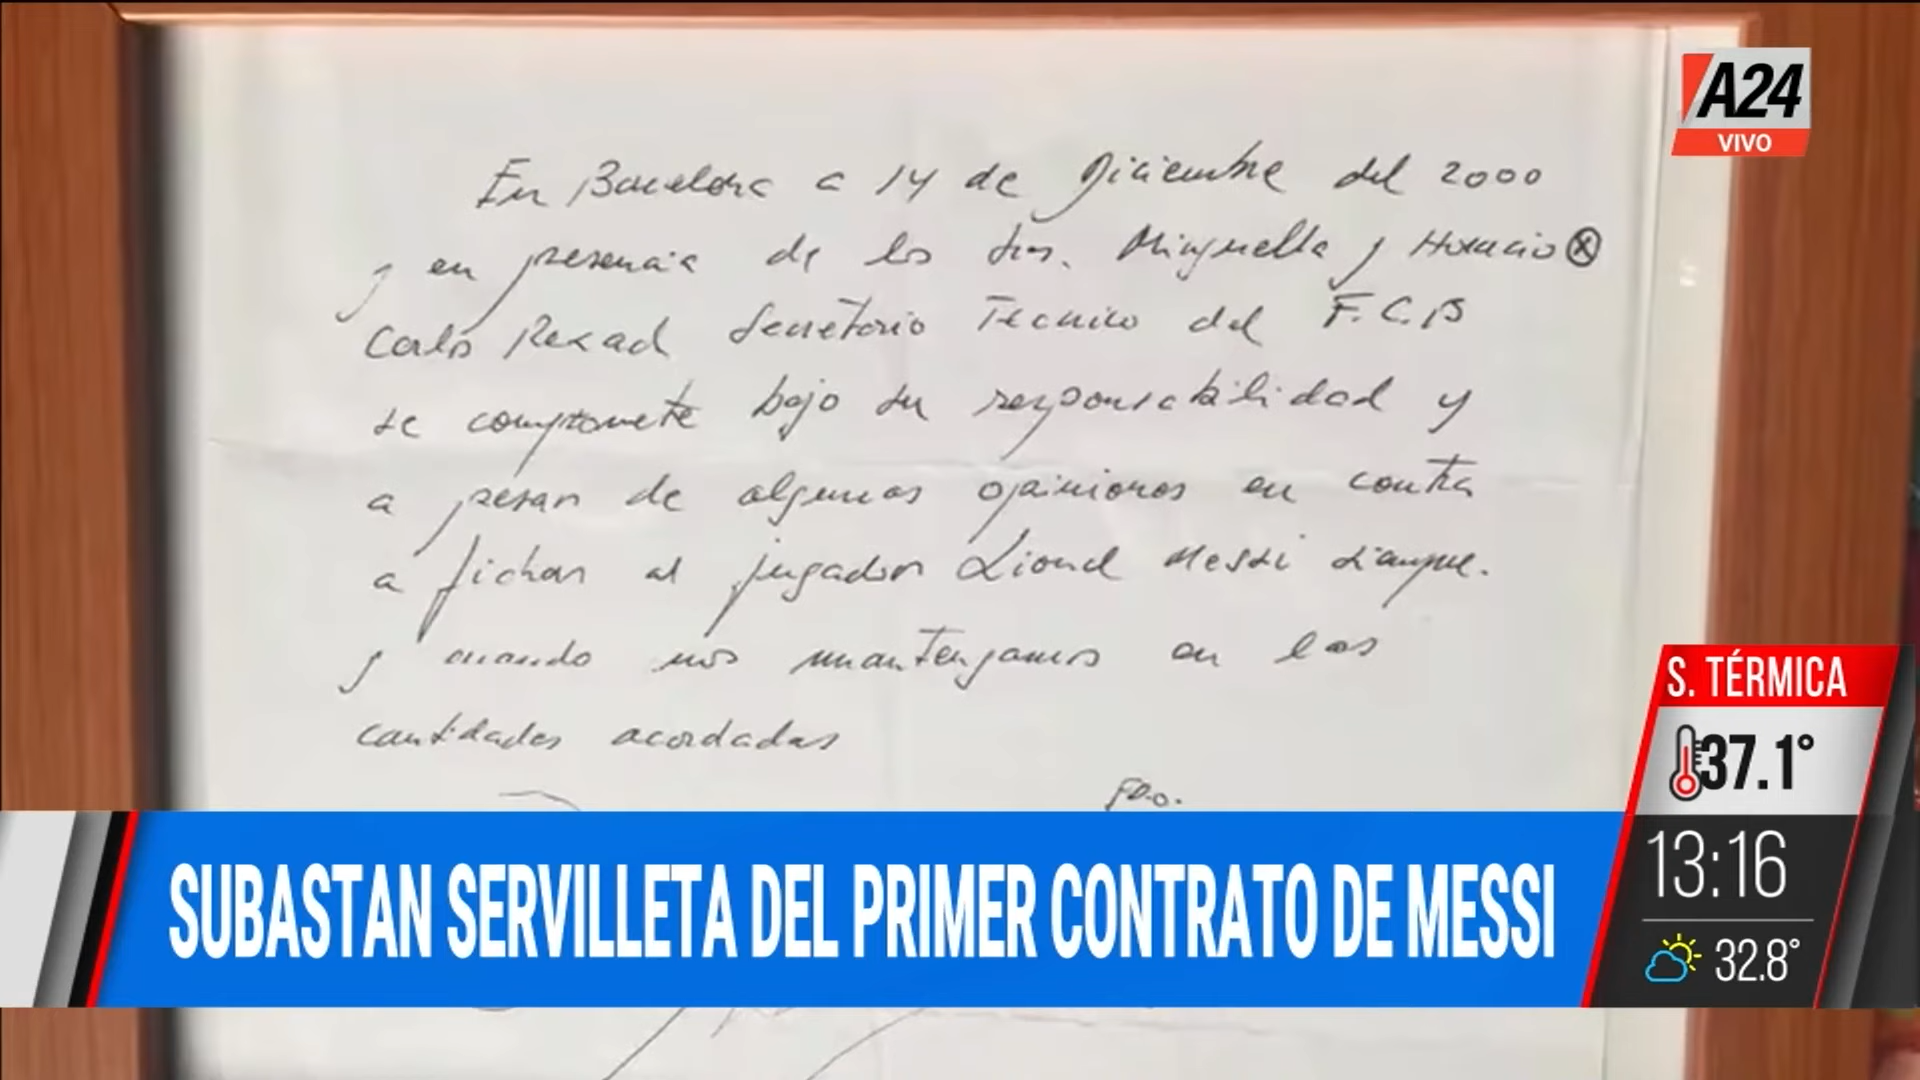 A24
VIVO
En Barcelona a 14 de Diciembre del 2000
y en presencia de los Srs. Minguella y Horacio
Carlos Rexach Secretario Tecnico del F.C.B
se compromete bajo su responsabilidad y
a pesar de algunas opiniones en contra
a fichar al jugador Lionel Messi siempre
y cuando nos mantengamos en las
cantidades acordadas
FDO.
S. TÉRMICA
37.1°
13:16
32.8°
SUBASTAN SERVILLETA DEL PRIMER CONTRATO DE MESSI